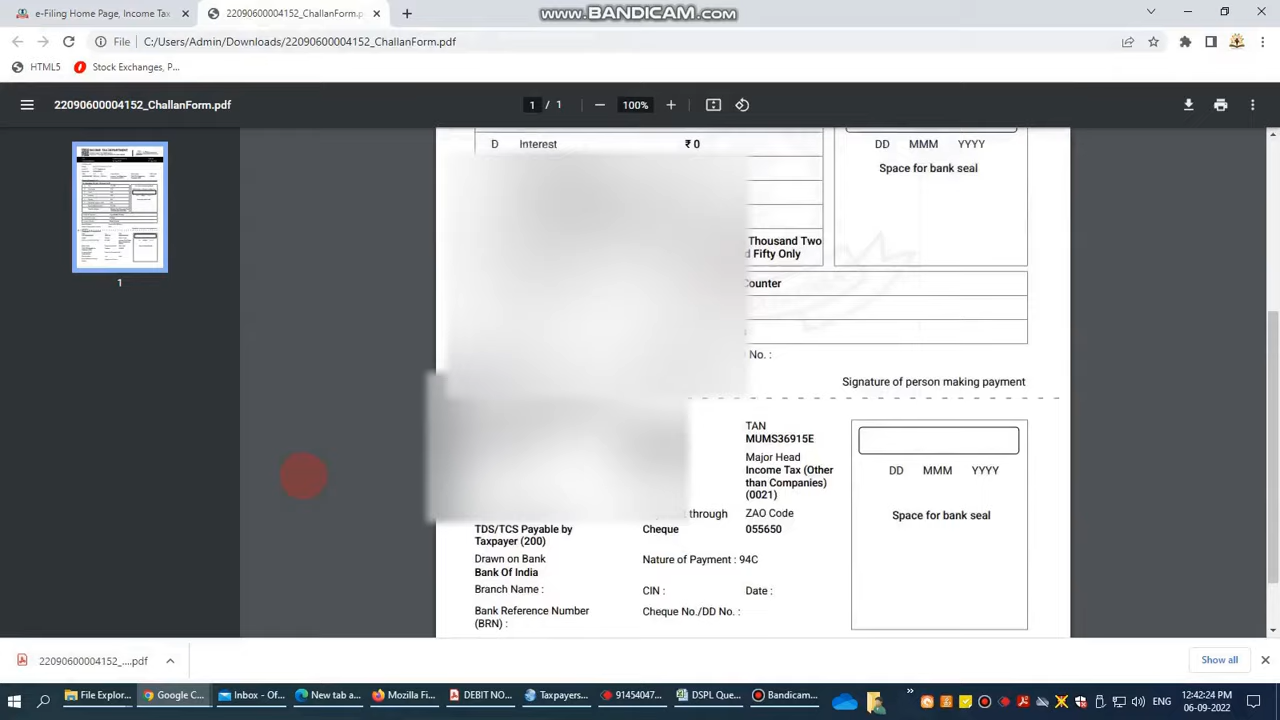 e-Filing Home Page, Income Tax
22090600004152_ChallanForm.p
www.BANDICAM.com
File
C:/Users/Admin/Downloads/22090600004152_ChallanForm.pdf
HTML5
Stock Exchanges, P...
22090600004152_ChallanForm.pdf
1 / 1
100%
D Interest ₹ 0
DD MMM YYYY
Space for bank seal
Thousand Two
Fifty Only
Counter
No. :
Signature of person making payment
1
TAN
MUMS36915E
Major Head
Income Tax (Other
than Companies)
(0021)
DD MMM YYYY
through
ZAO Code
Space for bank seal
TDS/TCS Payable by
Taxpayer (200)
Cheque
055650
Drawn on Bank
Bank Of India
Nature of Payment : 94C
Branch Name :
CIN :
Date :
Bank Reference Number
(BRN) :
Cheque No./DD No. :
22090600004152_....pdf
Show all
File Explor...
Google C...
Inbox - Of...
New tab a...
Mozilla Fi...
DEBIT NO...
Taxpayers...
91454047...
DSPL Que...
Bandicam...
ENG
12:42:24 PM
06-09-2022